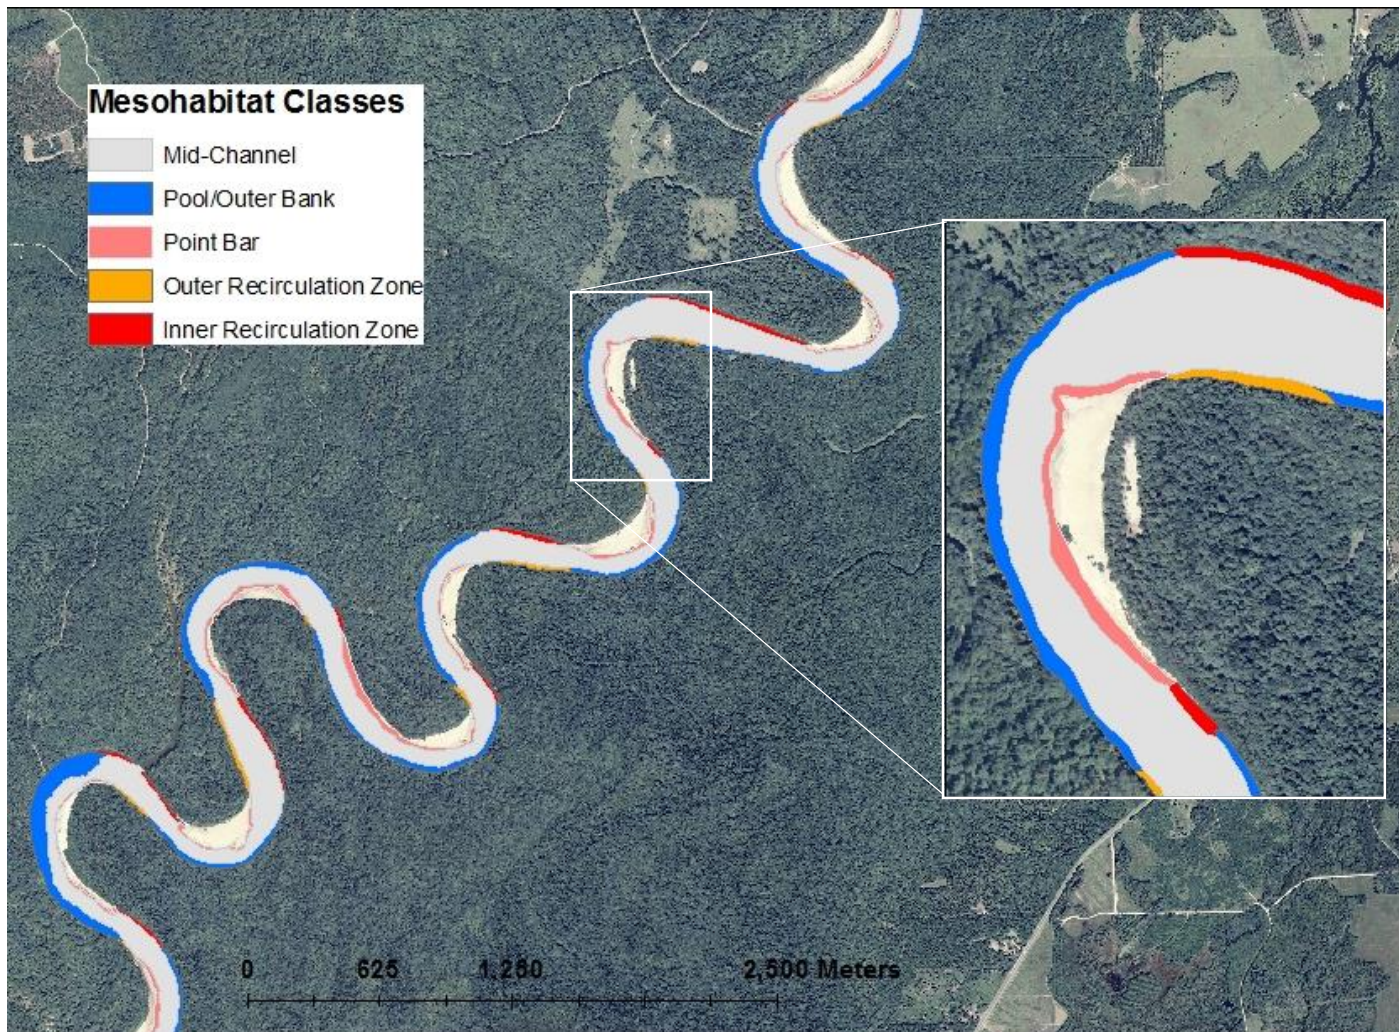 Mesohabitat Classes
Mid-Channel
Pool/Outer Bank
Point Bar
Outer Recirculation Zone
Inner Recirculation Zone
0 625 1,250 2,500 Meters